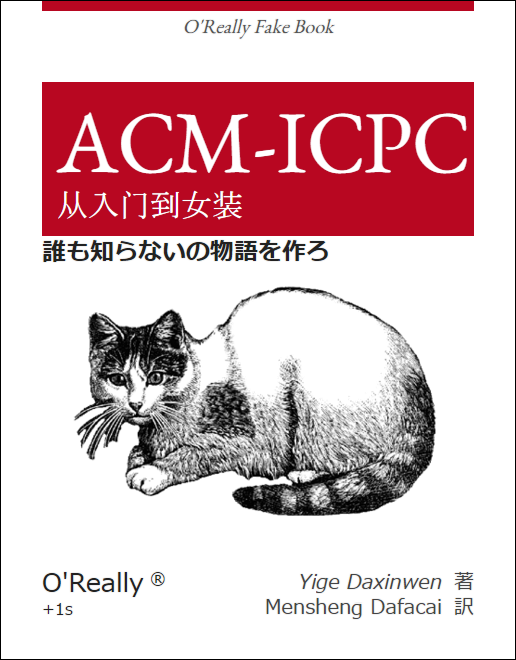 O'Really Fake Book
ACM-ICPC
从入门到女装
誰も知らないの物語を作ろ
O'Really ®
+1s
Yige Daxinwen 著
Mensheng Dafacai 訳